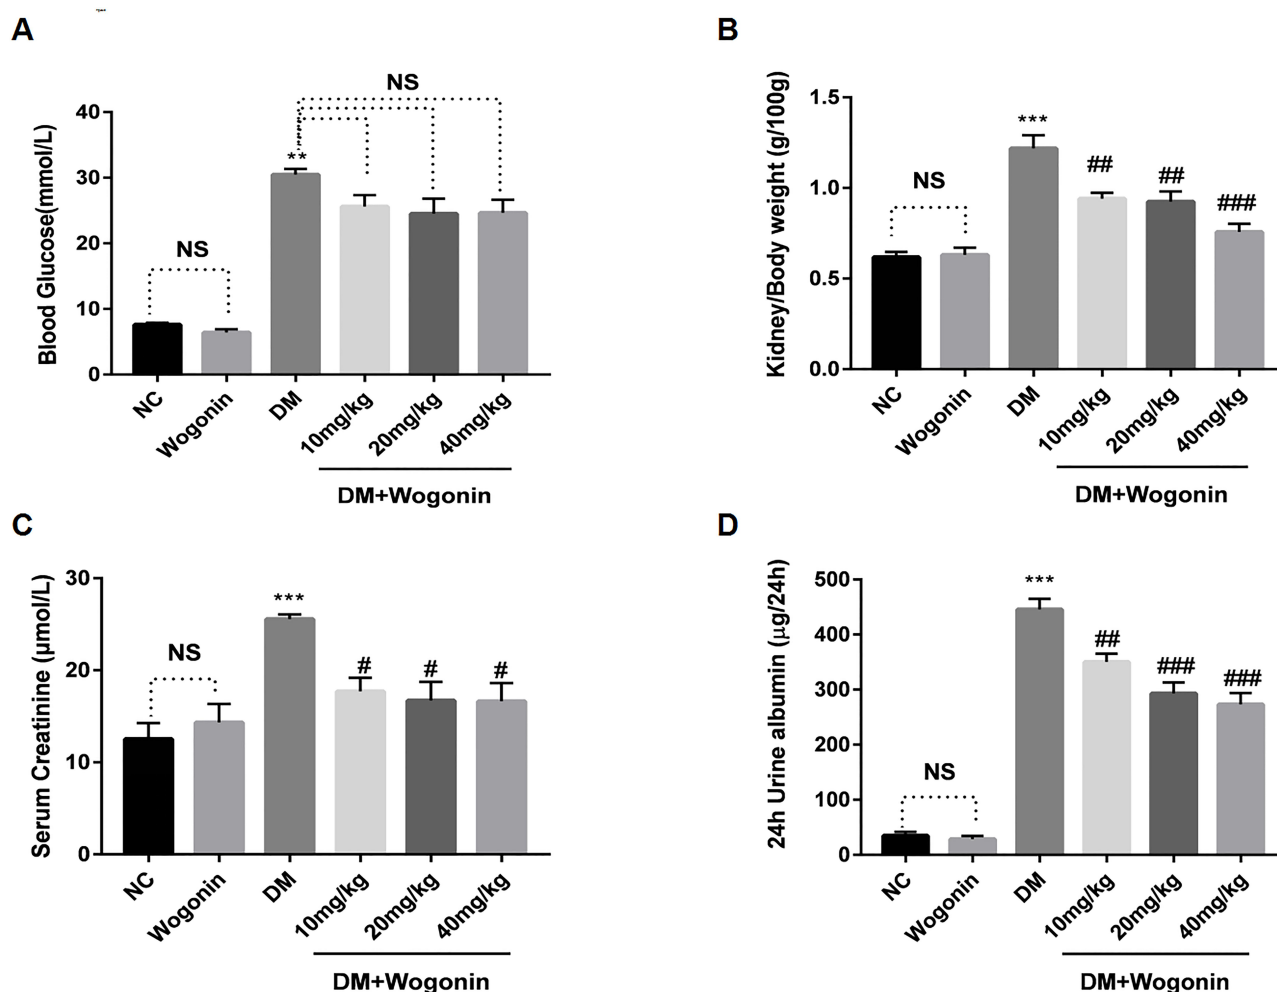 A
Blood Glucose(mmol/L)
40
30
20
10
0
NS
**
NS
NC
Wogonin
DM
10mg/kg
20mg/kg
40mg/kg
DM+Wogonin
B
Kidney/Body weight (g/100g)
1.5
1.0
0.5
0.0
NS
***
##
##
###
NC
Wogonin
DM
10mg/kg
20mg/kg
40mg/kg
DM+Wogonin
C
Serum Creatinine (μmol/L)
30
20
10
0
NS
***
#
#
#
NC
Wogonin
DM
10mg/kg
20mg/kg
40mg/kg
DM+Wogonin
D
24h Urine albumin (μg/24h)
500
400
300
200
100
0
NS
***
##
###
###
NC
Wogonin
DM
10mg/kg
20mg/kg
40mg/kg
DM+Wogonin